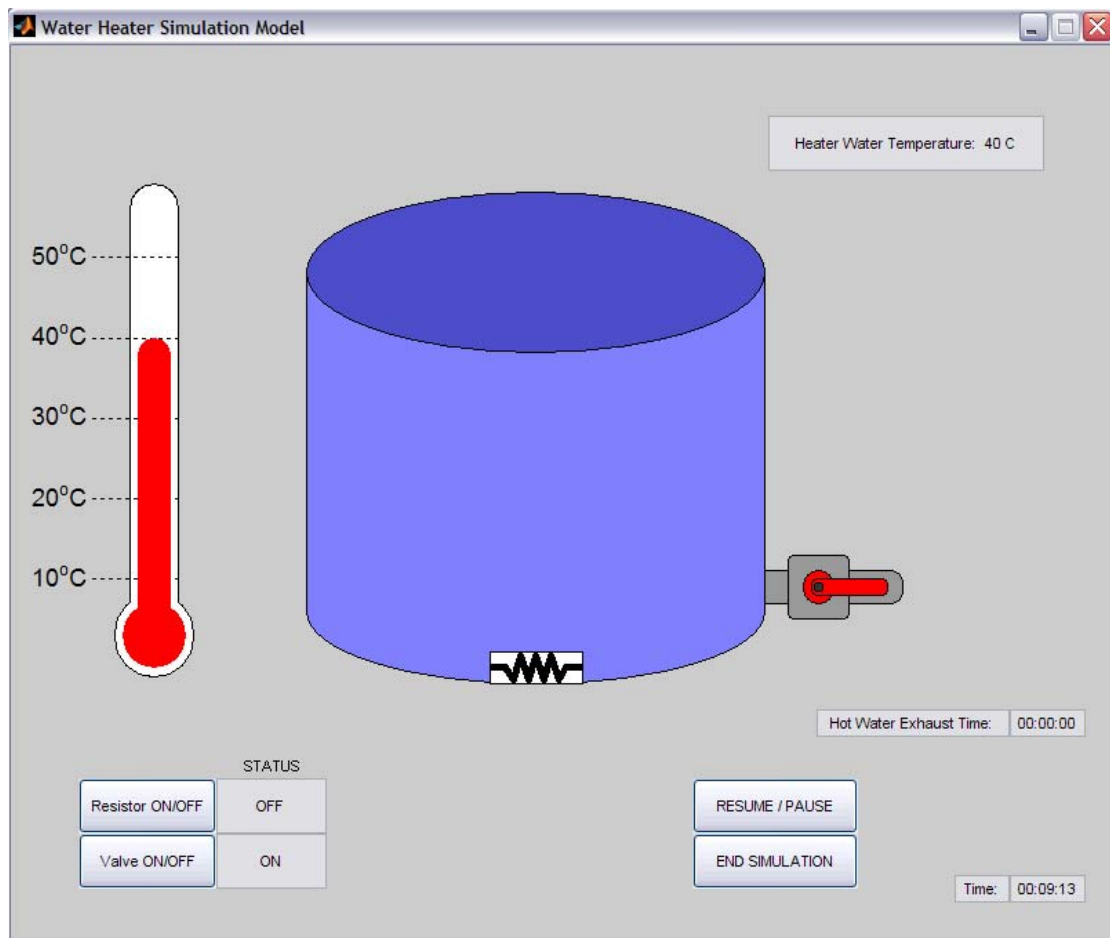 Water Heater Simulation Model
Heater Water Temperature: 40 C
50°C
40°C
30°C
20°C
10°C
Hot Water Exhaust Time: 00:00:00
STATUS
Resistor ON/OFF OFF
RESUME / PAUSE
Valve ON/OFF ON
END SIMULATION
Time: 00:09:13